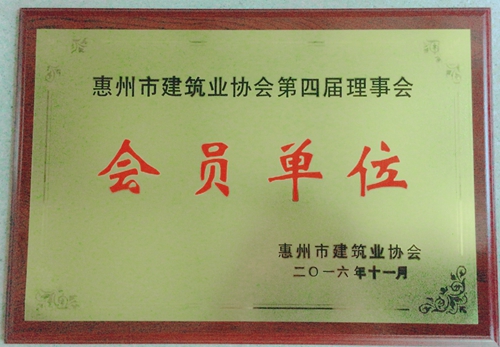 惠州市建筑业协会第四届理事会
会员单位
惠州市建筑业协会
二〇一六年十一月